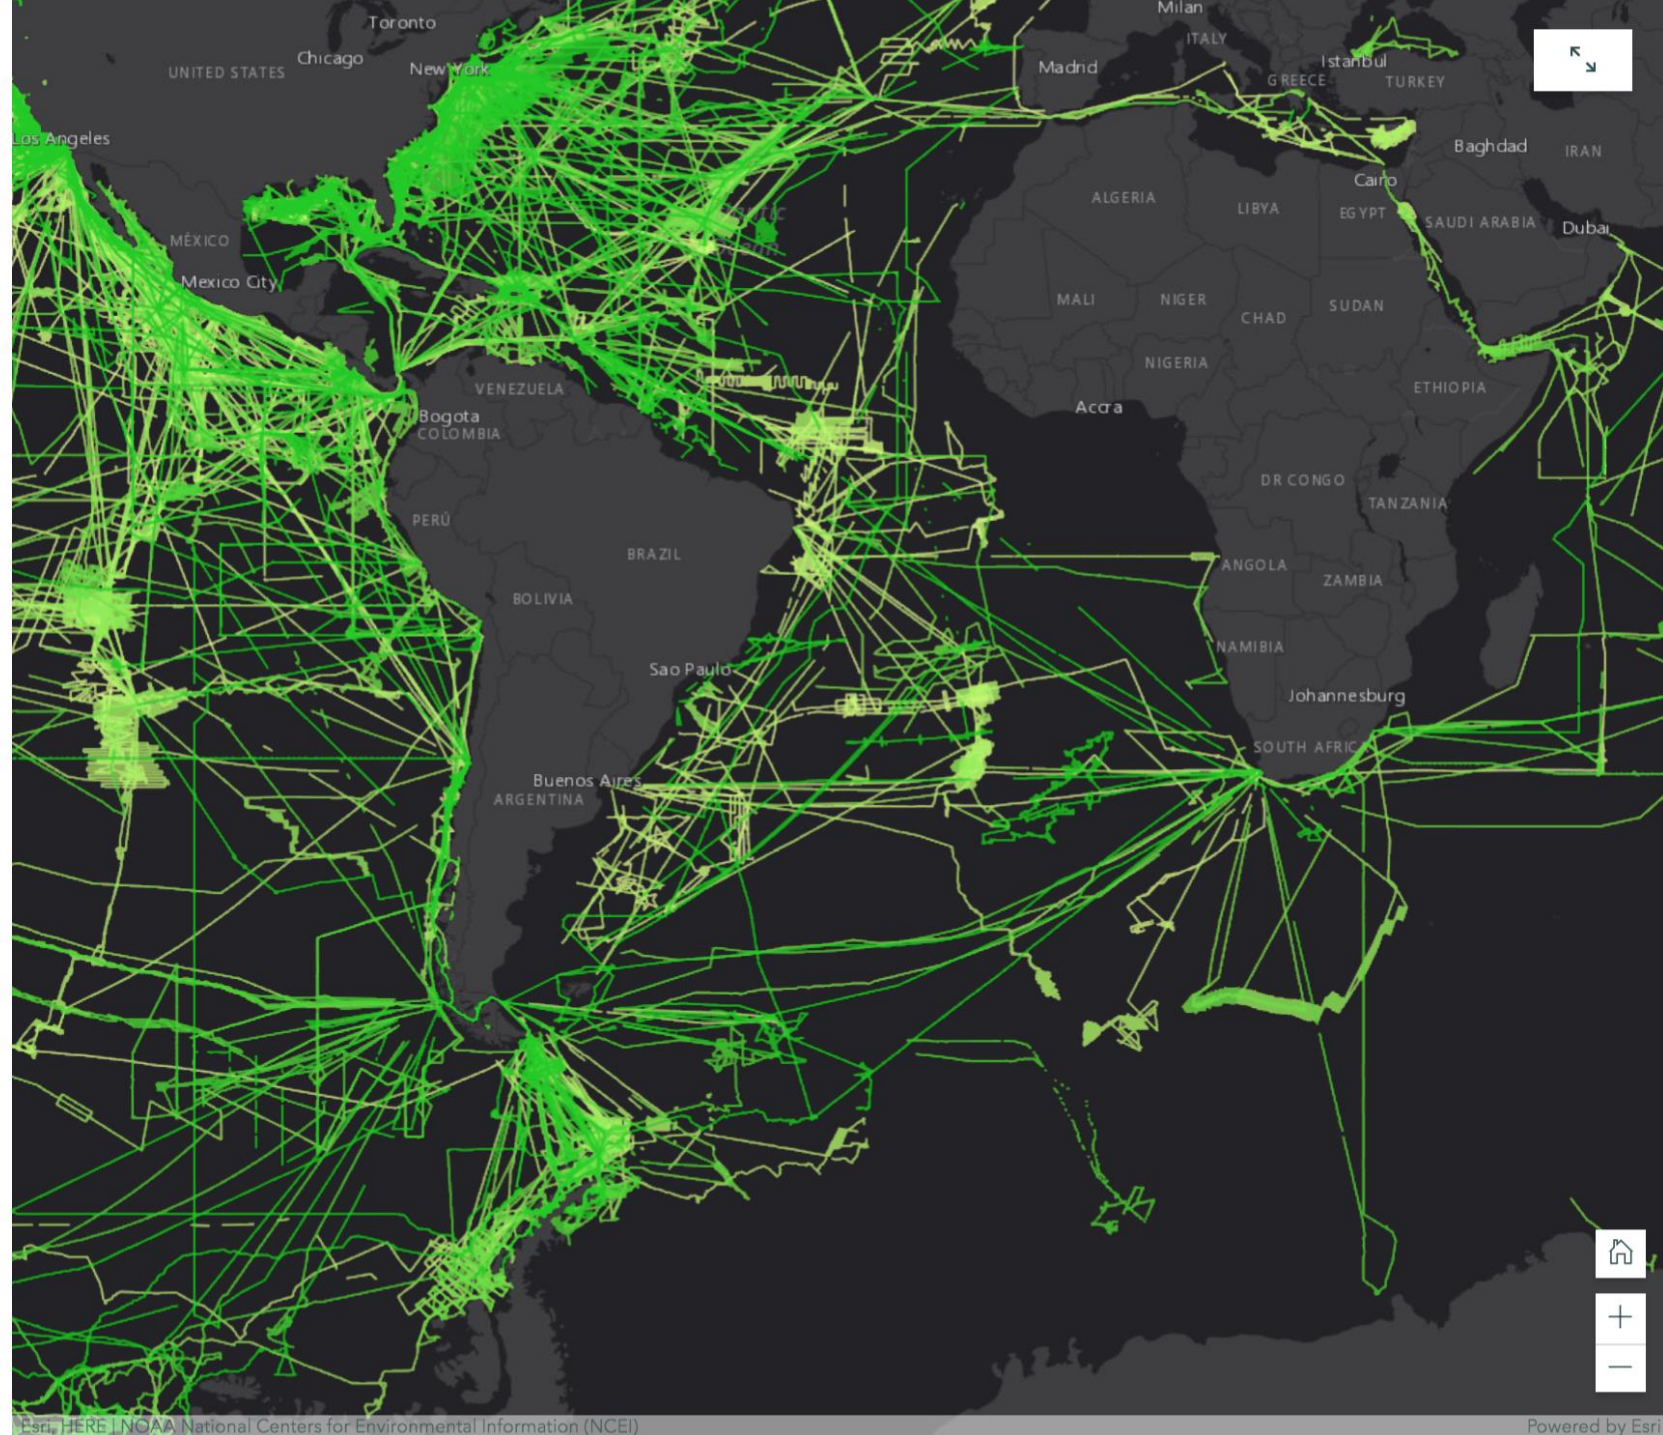 Milan
Toronto
ITALY
Chicago
Istanbul
New York
Madrid
UNITED STATES
GREECE
TURKEY
Los Angeles
Baghdad
IRAN
Cairo
ALGERIA
LIBYA
EGYPT
SAUDI ARABIA
Dubai
MÉXICO
Mexico City
MALI
NIGER
SUDAN
CHAD
NIGERIA
VENEZUELA
ETHIOPIA
Accra
Bogota
COLOMBIA
DR CONGO
TANZANIA
PERÚ
BRAZIL
ANGOLA
ZAMBIA
BOLIVIA
NAMIBIA
Sao Paulo
Johannesburg
SOUTH AFRICA
Buenos Aires
ARGENTINA
Esri, HERE | NOAA National Centers for Environmental Information (NCEI)
Powered by Esri